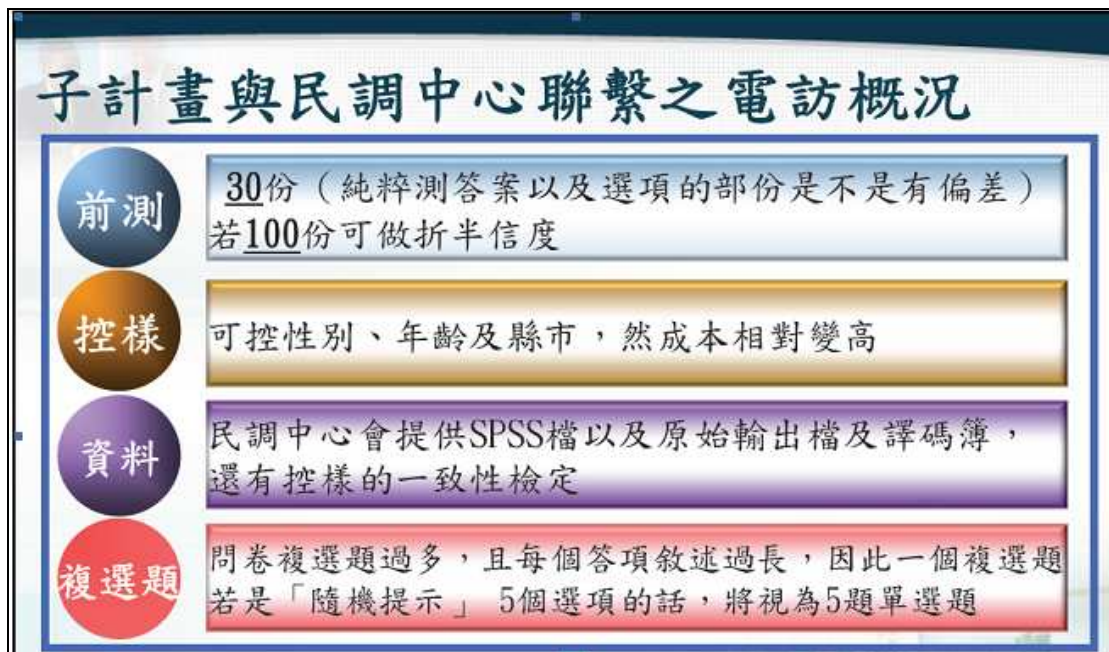 子計畫與民調中心聯繫之電訪概況
前測
30份（純粹測答案以及選項的部份是不是有偏差）
若100份可做折半信度
控樣
可控性別、年齡及縣市，然成本相對變高
資料
民調中心會提供SPSS檔以及原始輸出檔及譯碼簿，
還有控樣的一致性檢定
複選題
問卷複選題過多，且每個答項敘述過長，因此一個複選題
若是「隨機提示」 5個選項的話，將視為5題單選題